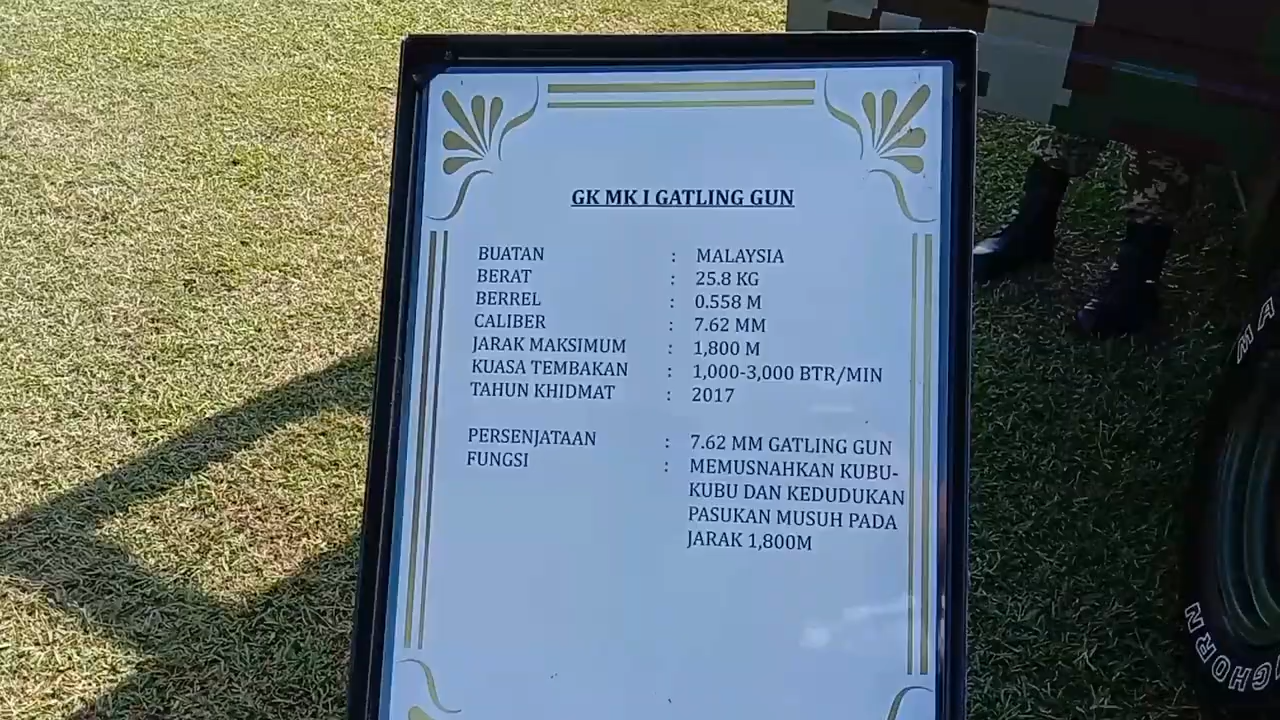 GK MK I GATLING GUN
BUATAN : MALAYSIA
BERAT : 25.8 KG
BERREL : 0.558 M
CALIBER : 7.62 MM
JARAK MAKSIMUM : 1,800 M
KUASA TEMBAKAN : 1,000-3,000 BTR/MIN
TAHUN KHIDMAT : 2017
PERSENJATAAN : 7.62 MM GATLING GUN
FUNGSI : MEMUSNAHKAN KUBU-
KUBU DAN KEDUDUKAN
PASUKAN MUSUH PADA
JARAK 1,800M